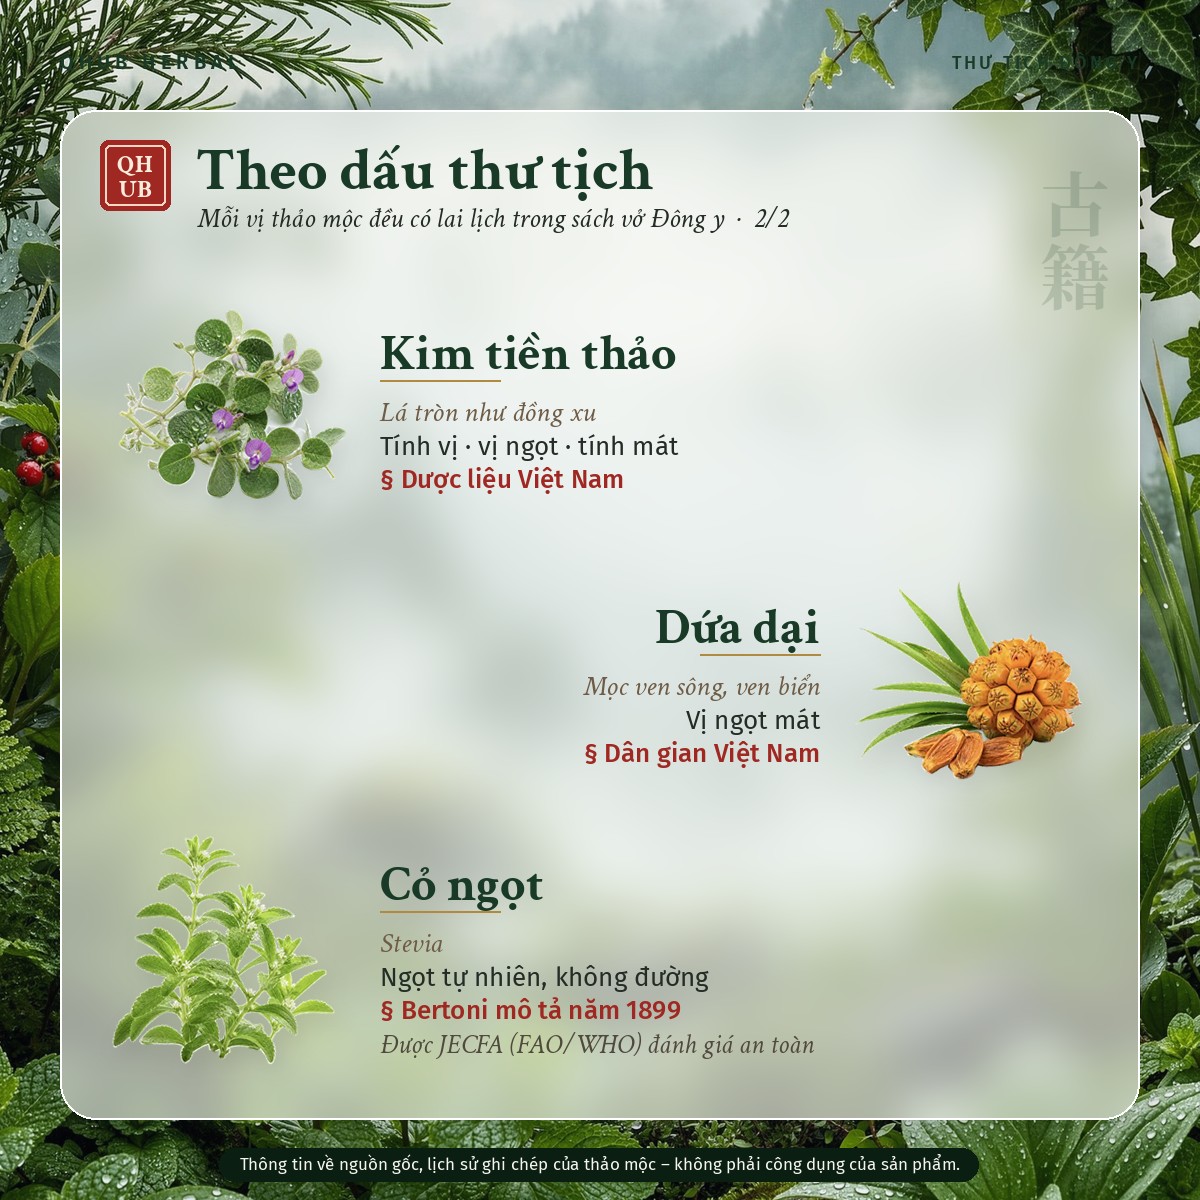 HERBAL
THƯ
QH
UB
Theo dấu thư tịch
Mỗi vị thảo mộc đều có lai lịch trong sách vở Đông y · 2/2
古籍
Kim tiền thảo
Lá tròn như đồng xu
Tính vị · vị ngọt · tính mát
§ Dược liệu Việt Nam
Dứa dại
Mọc ven sông, ven biển
Vị ngọt mát
§ Dân gian Việt Nam
Cỏ ngọt
Stevia
Ngọt tự nhiên, không đường
§ Bertoni mô tả năm 1899
Được JECFA (FAO/WHO) đánh giá an toàn
Thông tin về nguồn gốc, lịch sử ghi chép của thảo mộc – không phải công dụng của sản phẩm.